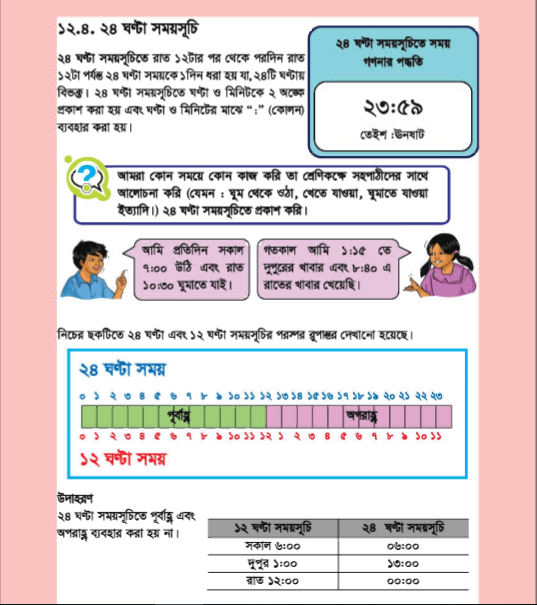 ১২.৪. ২৪ ঘণ্টা সময়সূচি
২৪ ঘণ্টা সময়সূচিতে রাত ১২টার পর থেকে পরদিন রাত
১২টা পর্যন্ত ২৪ ঘণ্টা সময়কে ১দিন ধরা হয় যা, ২৪টি ঘণ্টায়
বিভক্ত। ২৪ ঘণ্টা সময়সূচিতে ঘণ্টা ও মিনিটকে ২ অঙ্কে
প্রকাশ করা হয় এবং ঘণ্টা ও মিনিটের মাঝে “:” (কোলন)
ব্যবহার করা হয়।
২৪ ঘণ্টা সময়সূচিতে সময়
গণনার পদ্ধতি
২৩:৫৯
তেইশ :ঊনষাট
?
আমরা কোন সময়ে কোন কাজ করি তা শ্রেণিকক্ষে সহপাঠীদের সাথে
আলোচনা করি (যেমন : ঘুম থেকে ওঠা, খেতে যাওয়া, ঘুমাতে যাওয়া
ইত্যাদি।) ২৪ ঘণ্টা সময়সূচিতে প্রকাশ করি।
আমি প্রতিদিন সকাল
৭:০০ উঠি এবং রাত
১০:৩০ ঘুমাতে যাই।
গতকাল আমি ১:১৫ তে
দুপুরের খাবার এবং ৮:৪০ এ
রাতের খাবার খেয়েছি।
নিচের ছকটিতে ২৪ ঘণ্টা এবং ১২ ঘণ্টা সময়সূচির পরস্পর রূপান্তর দেখানো হয়েছে।
২৪ ঘণ্টা সময়
০ ১ ২ ৩ ৪ ৫ ৬ ৭ ৮ ৯ ১০ ১১ ১২ ১৩ ১৪ ১৫ ১৬ ১৭ ১৮ ১৯ ২০ ২১ ২২ ২৩
পূর্বাহ্ণ অপরাহ্ণ
০ ১ ২ ৩ ৪ ৫ ৬ ৭ ৮ ৯ ১০ ১১ ১২ ১ ২ ৩ ৪ ৫ ৬ ৭ ৮ ৯ ১০ ১১
১২ ঘণ্টা সময়
উদাহরণ
২৪ ঘণ্টা সময়সূচিতে পূর্বাহ্ণ এবং
অপরাহ্ণ ব্যবহার করা হয় না।
১২ ঘণ্টা সময়সূচি ২৪ ঘণ্টা সময়সূচি
সকাল ৬:০০ ০৬:০০
দুপুর ১:০০ ১৩:০০
রাত ১২:০০ ০০:০০